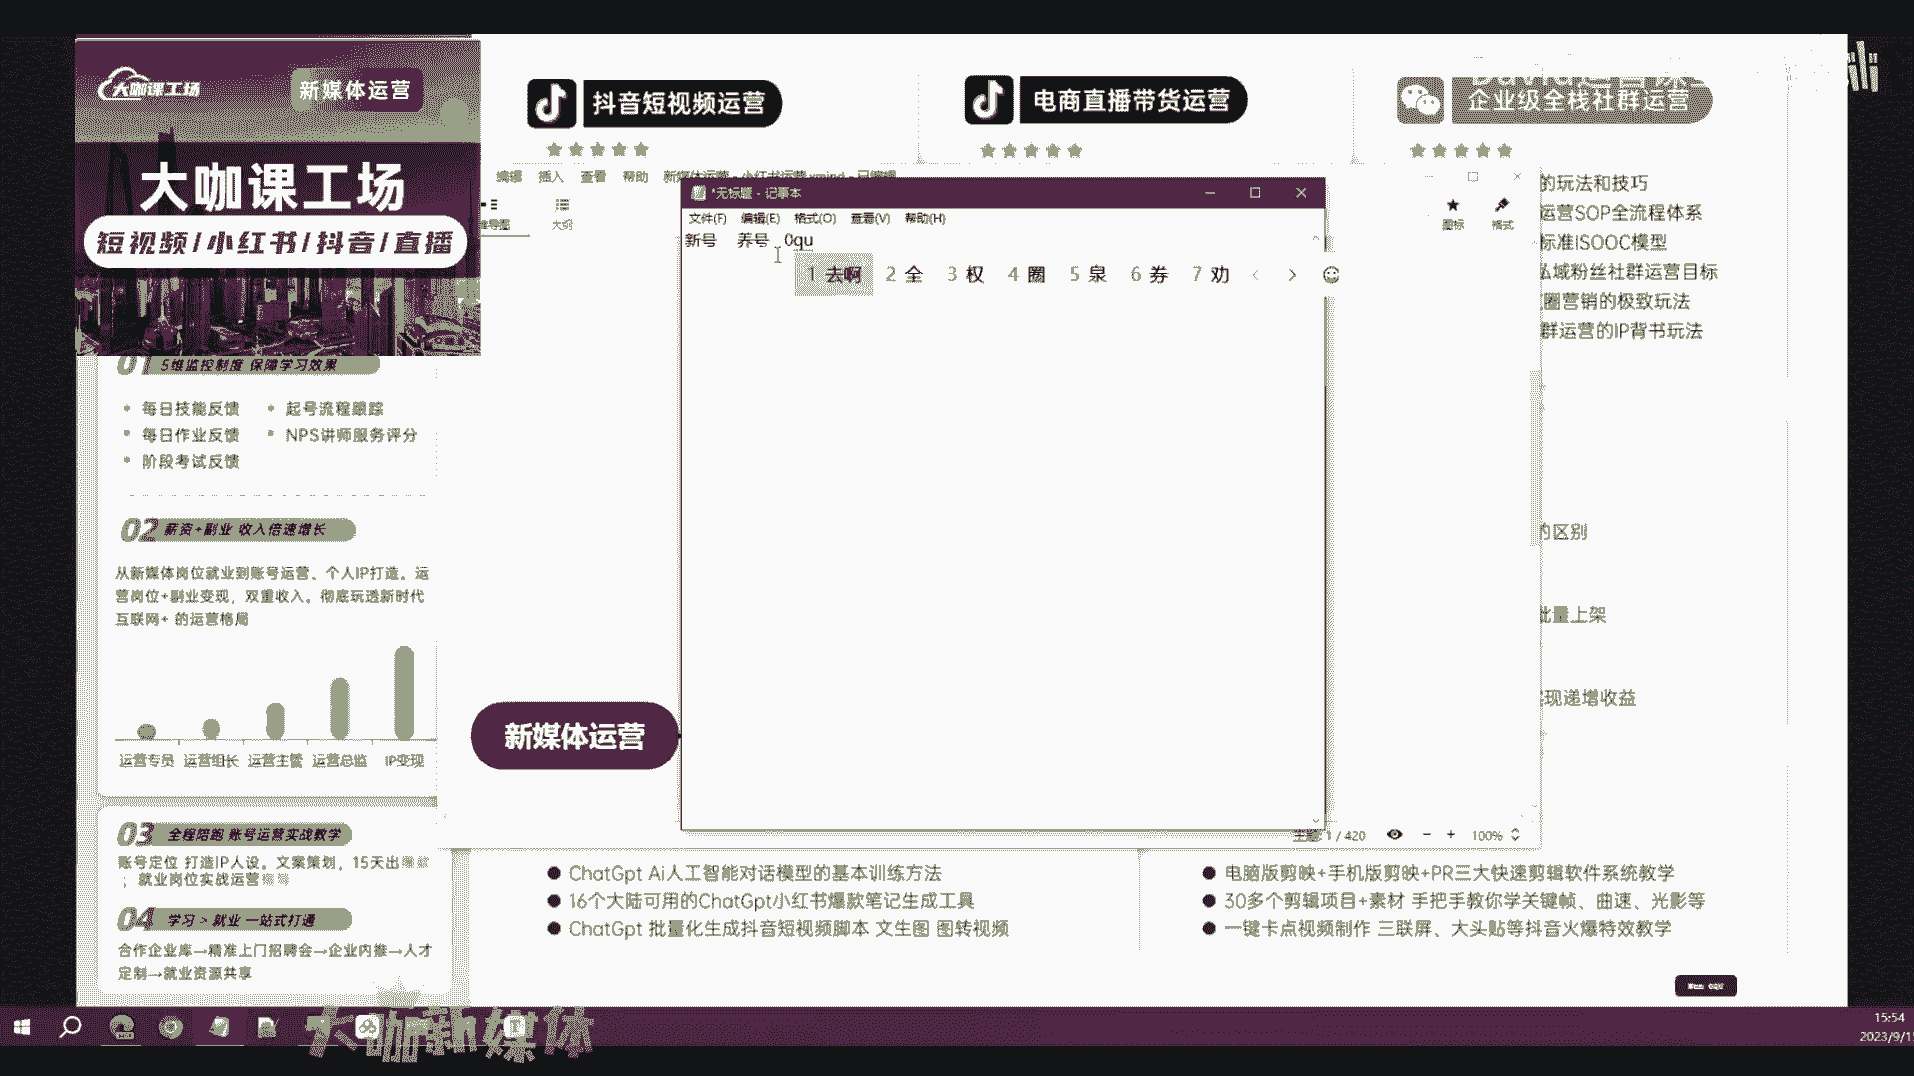 大咖课工场
新媒体运营
大咖课工场
短视频/小红书/抖音/直播
01 5维监控制度 保障学习效果
每日技能反馈
起号流程跟踪
每日作业反馈
NPS讲师服务评分
阶段考试反馈
02 薪资+副业 收入倍速增长
从新媒体岗位就业到账号运营、个人IP打造。运
营岗位+副业变现，双重收入。彻底玩透新时代
互联网+ 的运营格局
运营专员 运营组长 运营主管 运营总监 IP变现
03 全程陪跑 账号运营实战教学
账号定位 打造IP人设。文案策划，15天出
；就业岗位实战运营
04 学习 > 就业 一站式打通
合作企业库→精准上门招聘会→企业内推→人才
定制→就业资源共享
抖音短视频运营
电商直播带货运营
企业级全栈社群运营
编辑 插入 查看 帮助
大纲
*无标题 - 记事本
文件(F) 编辑(E) 格式(O) 查看(V) 帮助(H)
新号 养号 0qu
1 去啊 2 全 3 权 4 圈 5 泉 6 券 7 劝
图标 格式
的玩法和技巧
运营SOP全流程体系
标准ISOOC模型
私域粉丝社群运营目标
圈营销的极致玩法
群运营的IP背书玩法
的区别
批量上架
现递增收益
新媒体运营
主题: 1 / 420
100%
ChatGpt Ai人工智能对话模型的基本训练方法
16个大陆可用的ChatGpt小红书爆款笔记生成工具
ChatGpt 批量化生成抖音短视频脚本 文生图 图转视频
电脑版剪映+手机版剪映+PR三大快速剪辑软件系统教学
30多个剪辑项目+素材 手把手教你学关键帧、曲速、光影等
一键卡点视频制作 三联屏、大头贴等抖音火爆特效教学
大咖新媒体
15:54
2023/9/1